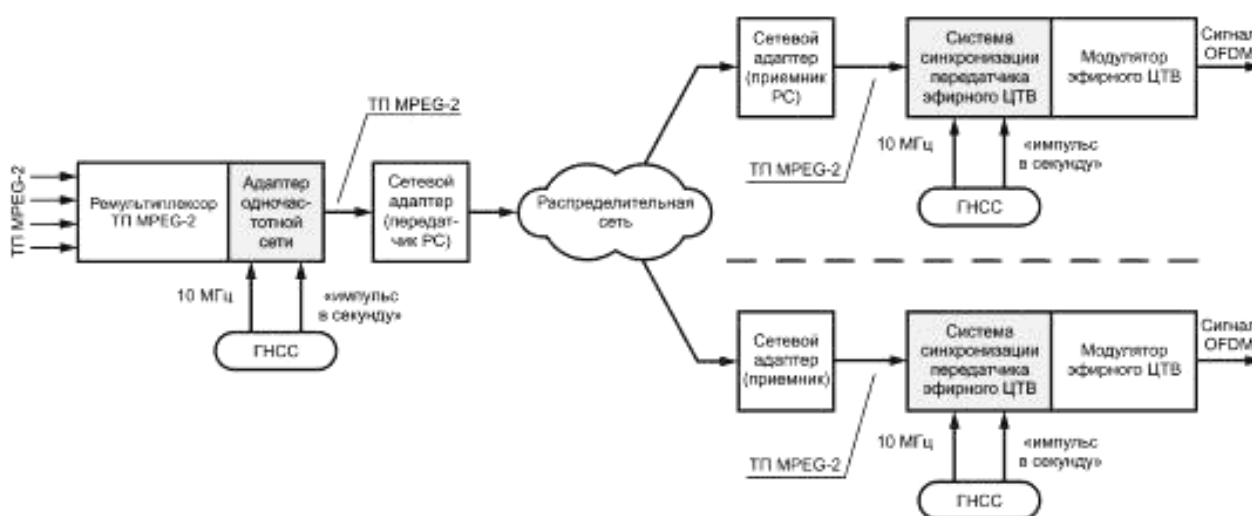 ТП MPEG-2
Ремультиплексор
ТП MPEG-2
Адаптер
одночас-
тотной
сети
10 МГц
«импульс
в секунду»
ГНСС
ТП MPEG-2
Сетевой
адаптер
(передат-
чик РС)
Распределительная
сеть
Сетевой
адаптер
(приемник
РС)
ТП MPEG-2
Система
синхронизации
передатчика
эфирного ЦТВ
Модулятор
эфирного ЦТВ
Сигнал
OFDM
10 МГц
«импульс
в секунду»
ГНСС
Сетевой
адаптер
(приемник)
ТП MPEG-2
Система
синхронизации
передатчика
эфирного ЦТВ
Модулятор
эфирного ЦТВ
Сигнал
OFDM
10 МГц
«импульс
в секунду»
ГНСС